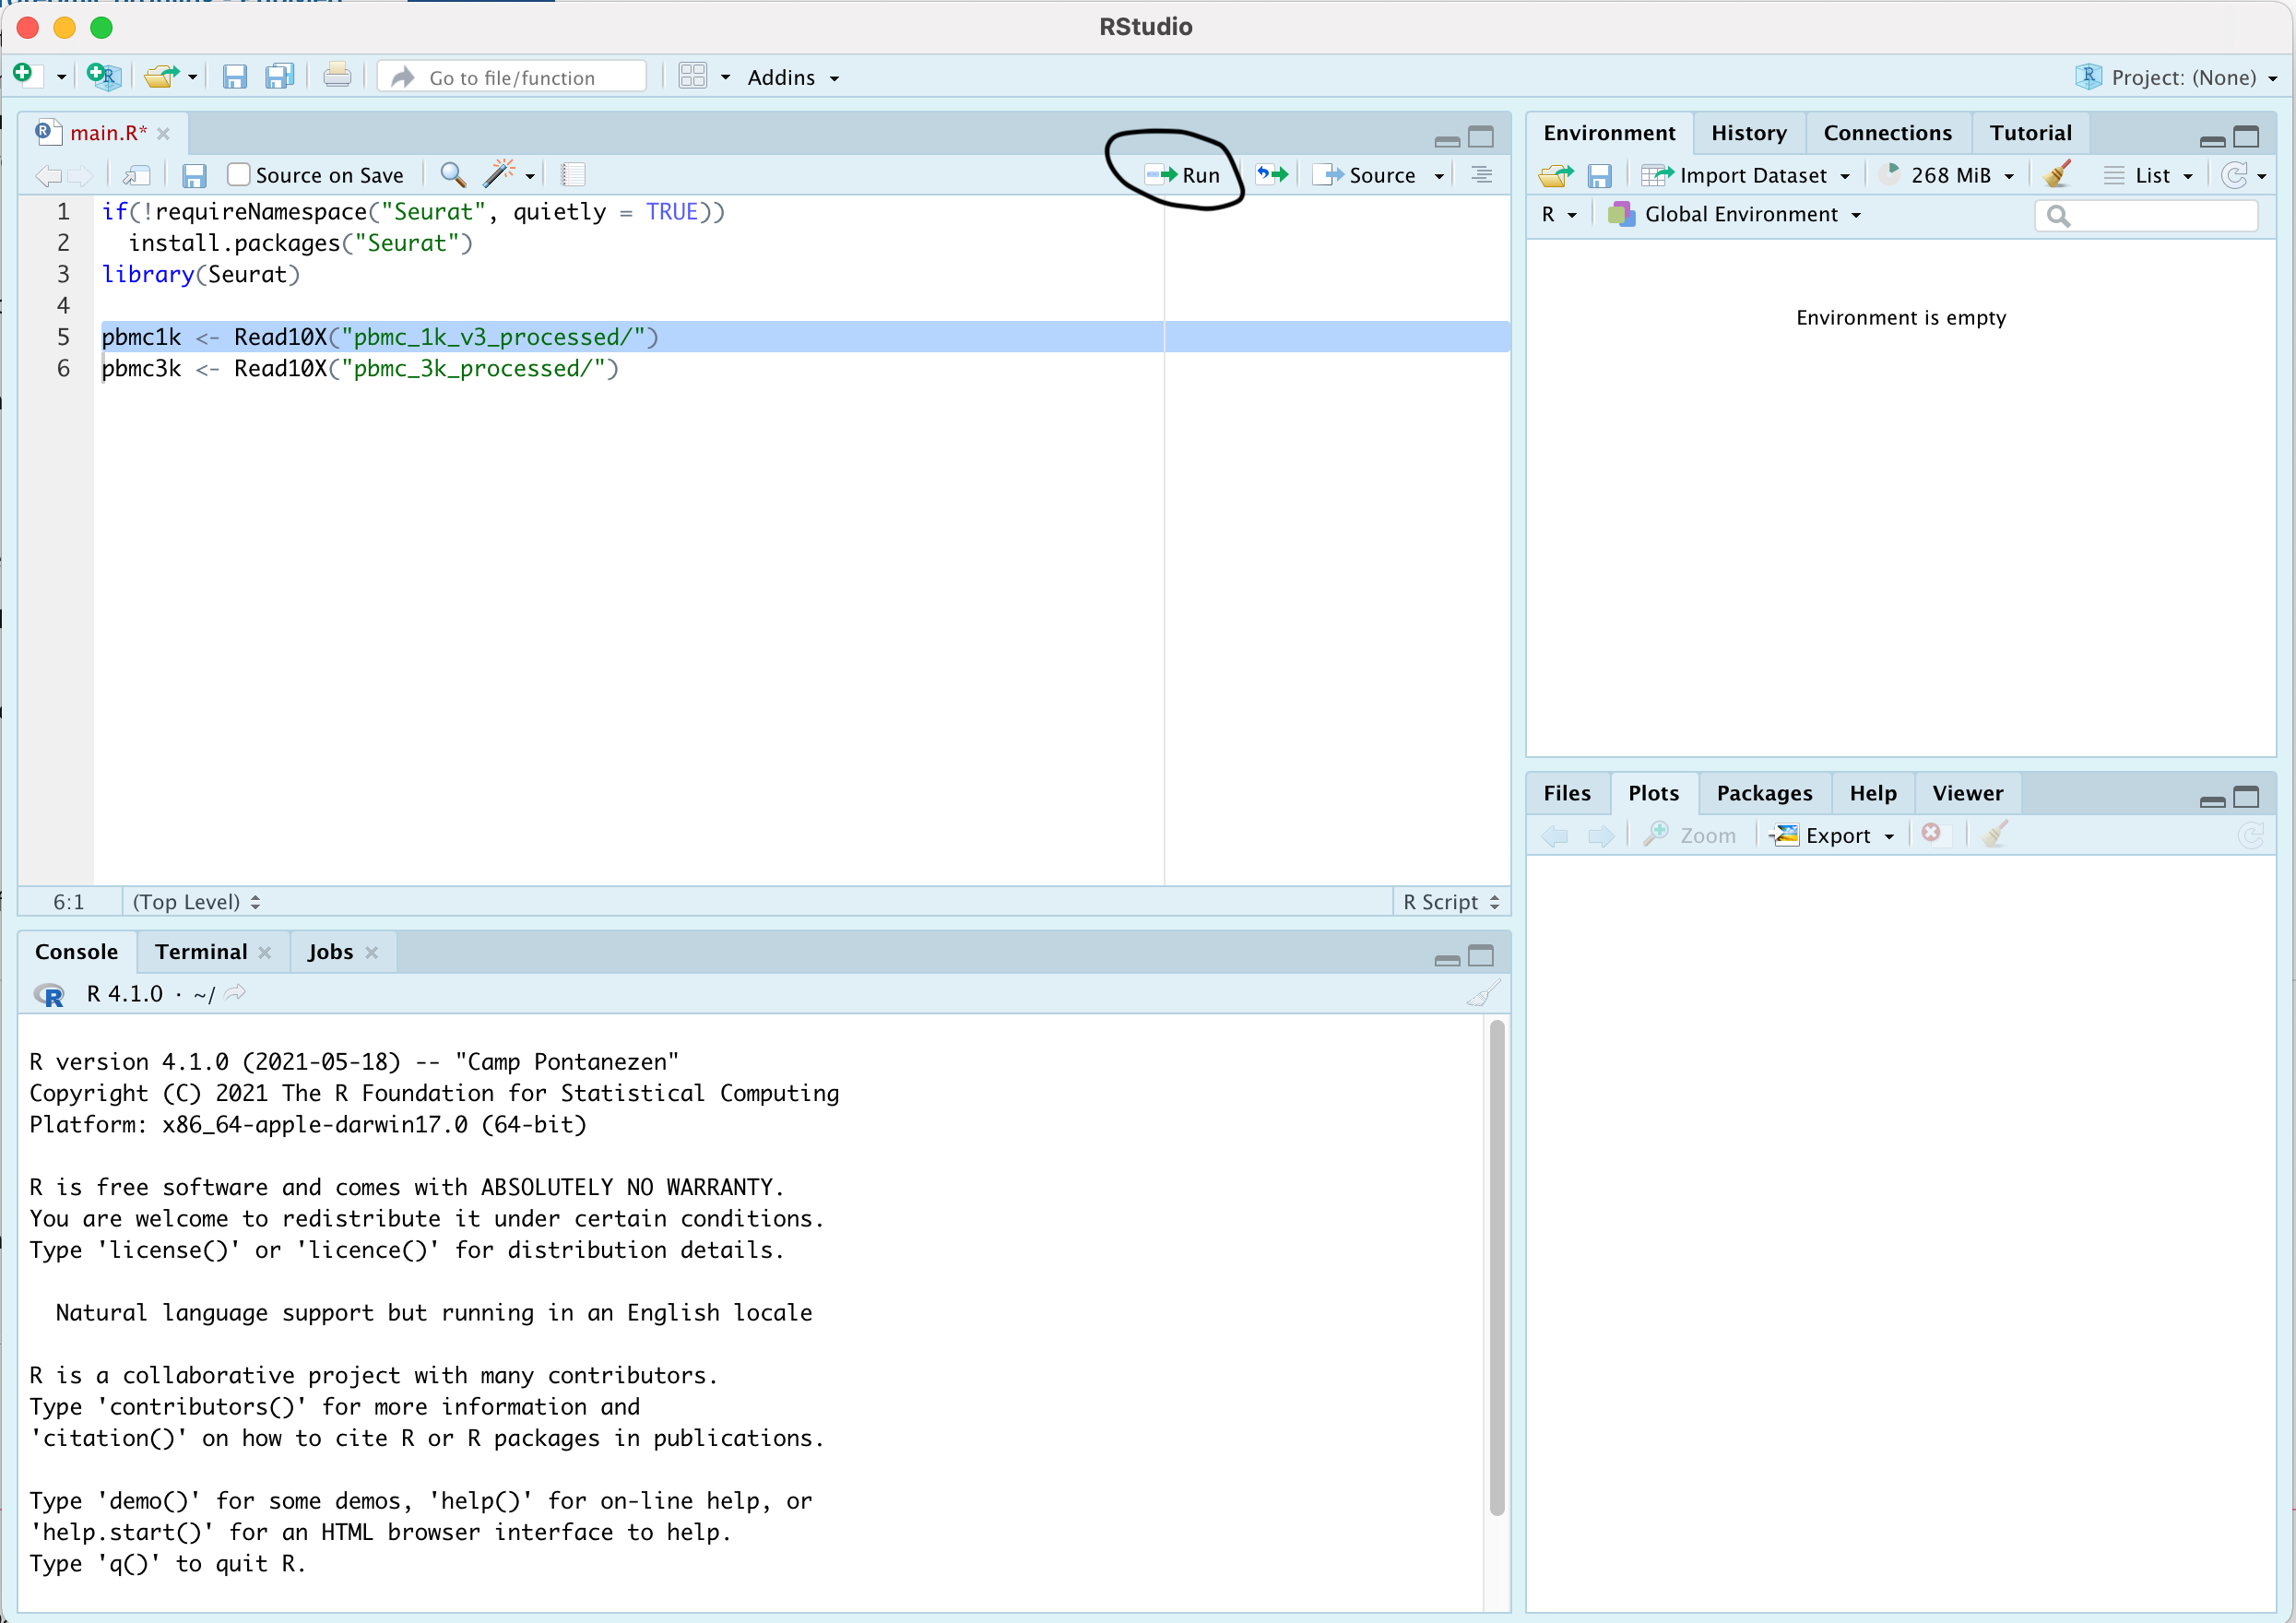 RStudio
Go to file/function
Addins
Project: (None)
main.R*
Source on Save
Run
Source
1 if(!requireNamespace("Seurat", quietly = TRUE))
2   install.packages("Seurat")
3 library(Seurat)
4
5 pbmc1k <- Read10X("pbmc_1k_v3_processed/")
6 pbmc3k <- Read10X("pbmc_3k_processed/")
6:1 (Top Level) R Script
Console Terminal Jobs
R 4.1.0 · ~/
R version 4.1.0 (2021-05-18) -- "Camp Pontanezen"
Copyright (C) 2021 The R Foundation for Statistical Computing
Platform: x86_64-apple-darwin17.0 (64-bit)
R is free software and comes with ABSOLUTELY NO WARRANTY.
You are welcome to redistribute it under certain conditions.
Type 'license()' or 'licence()' for distribution details.
Natural language support but running in an English locale
R is a collaborative project with many contributors.
Type 'contributors()' for more information and
'citation()' on how to cite R or R packages in publications.
Type 'demo()' for some demos, 'help()' for on-line help, or
'help.start()' for an HTML browser interface to help.
Type 'q()' to quit R.
Environment History Connections Tutorial
Import Dataset 268 MiB List
R Global Environment
Environment is empty
Files Plots Packages Help Viewer
Zoom Export